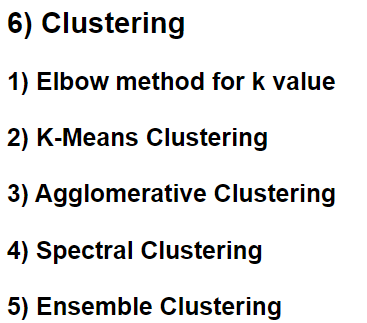 6) Clustering
1) Elbow method for k value
2) K-Means Clustering
3) Agglomerative Clustering
4) Spectral Clustering
5) Ensemble Clustering